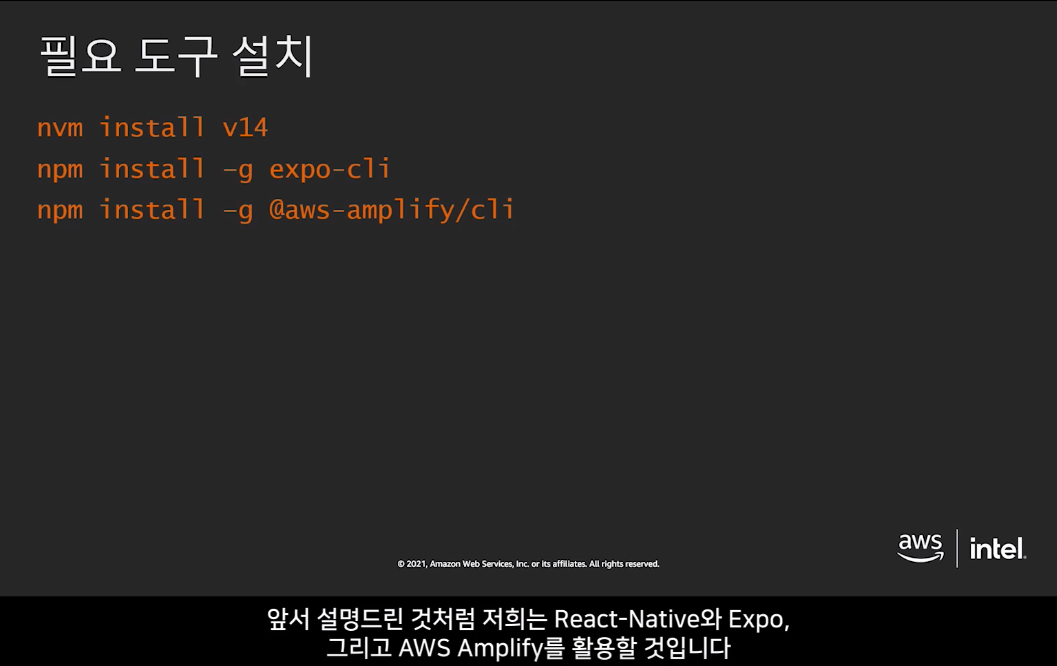 필요 도구 설치
nvm install v14
npm install –g expo-cli
npm install –g @aws-amplify/cli
aws | intel.
© 2021, Amazon Web Services, Inc. or its affiliates. All rights reserved.
앞서 설명드린 것처럼 저희는 React-Native와 Expo,
그리고 AWS Amplify를 활용할 것입니다